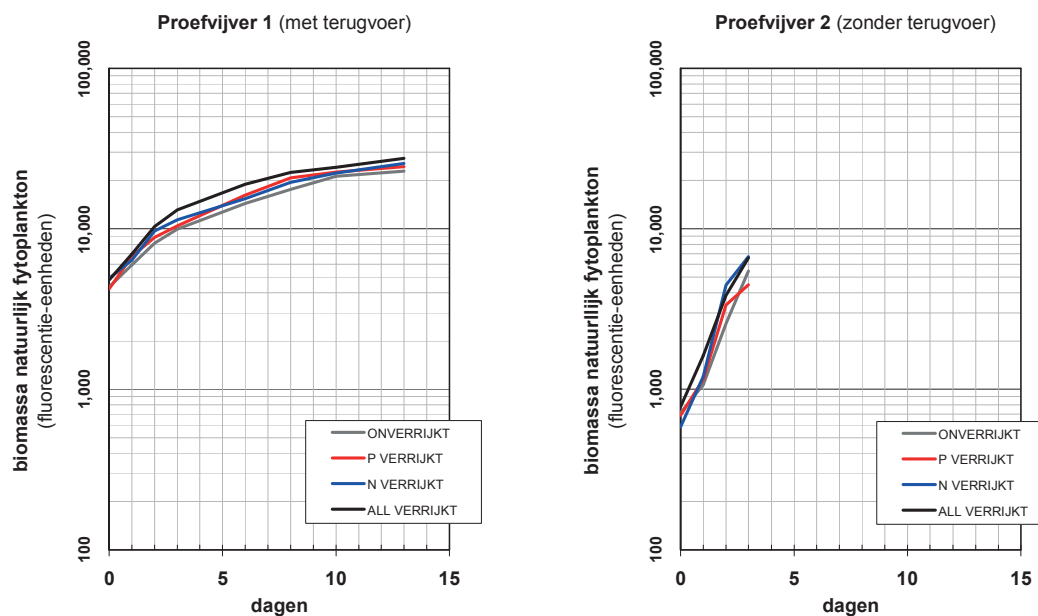 Proefvijver 1 (met terugvoer)
100,000
10,000
1,000
100
biomassa natuurlijk fytoplankton
(fluorescentie-eenheden)
ONVERRIJKT
P VERRIJKT
N VERRIJKT
ALL VERRIJKT
0 5 10 15
dagen
Proefvijver 2 (zonder terugvoer)
100,000
10,000
1,000
100
biomassa natuurllijk fytoplankton
(fluorescentie-eenheden)
ONVERRIJKT
P VERRIJKT
N VERRIJKT
ALL VERRIJKT
0 5 10 15
dagen